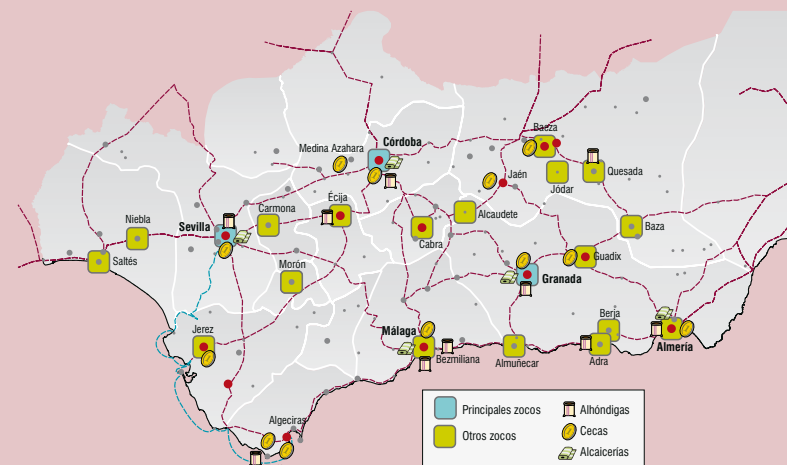 Córdoba
Medina Azahara
Baeza
Jaén
Quesada
Jódar
Écija
Carmona
Alcaudete
Niebla
Sevilla
Cabra
Baza
Saltés
Guadix
Morón
Granada
Berja
Jerez
Málaga
Bezmiliana
Almuñecar
Adra
Almería
Algeciras
Principales zocos
Otros zocos
Alhóndigas
Cecas
Alcaicerías